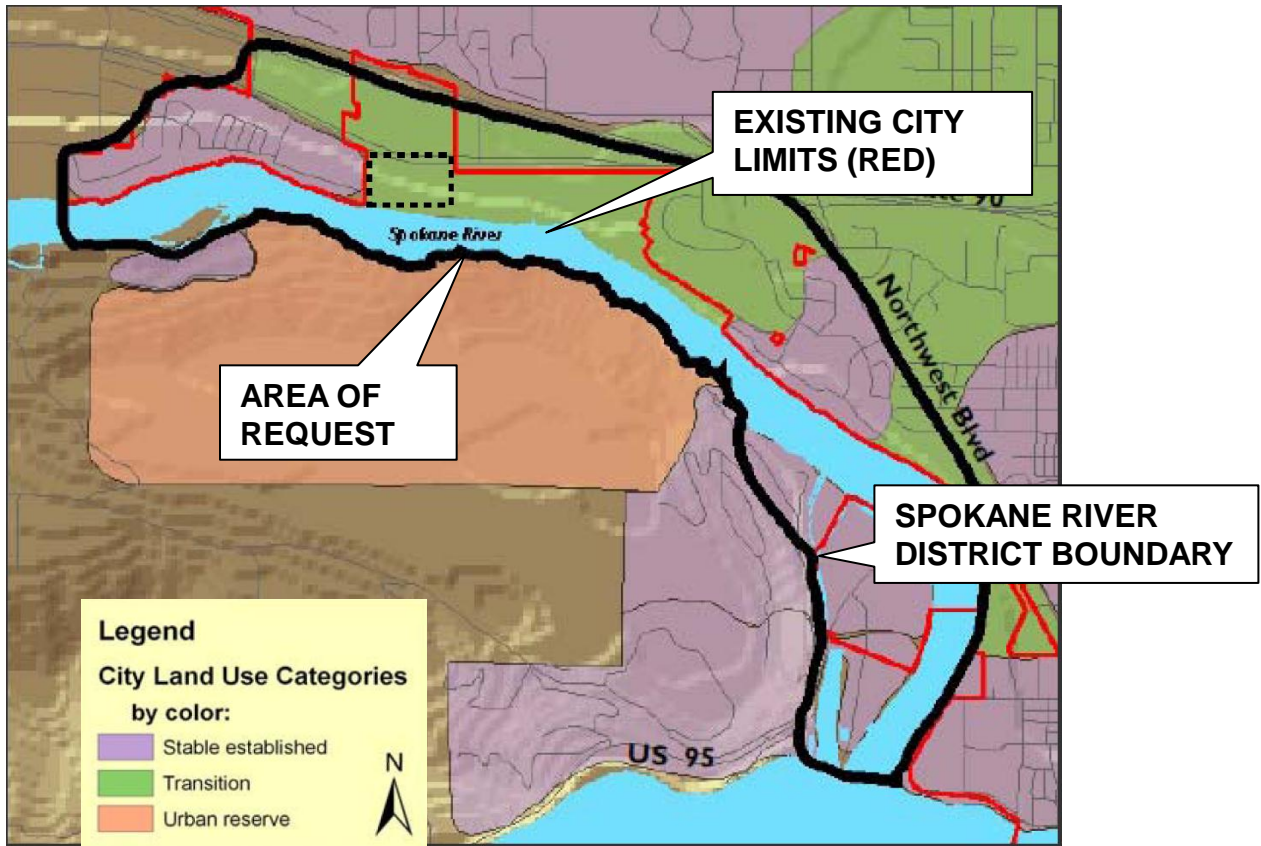 EXISTING CITY
LIMITS (RED)
90
Spokane River
Northwest Blvd
AREA OF
REQUEST
SPOKANE RIVER
DISTRICT BOUNDARY
US 95
Legend
City Land Use Categories
by color:
Stable established
Transition
Urban reserve
N